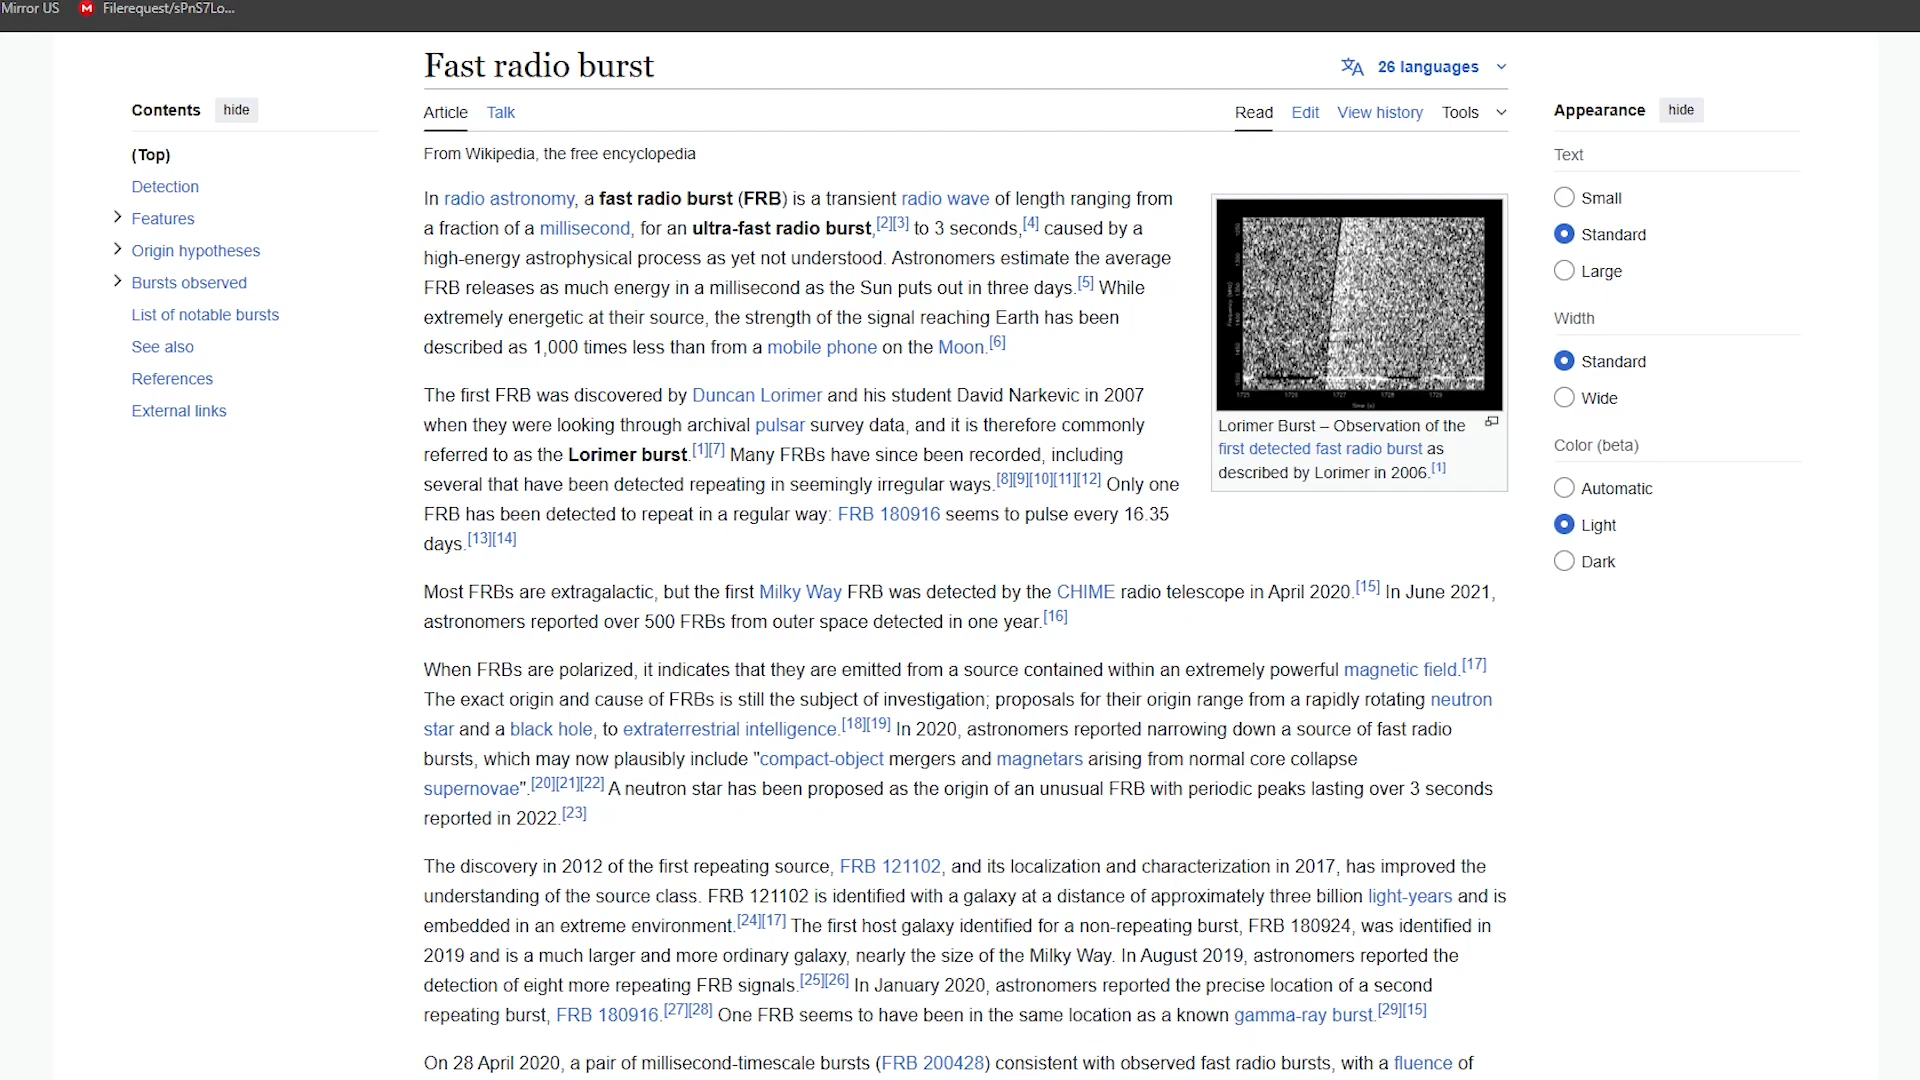 Mirror US
Filerequest/sPnS7Lo...
Fast radio burst
26 languages
Contents
hide
Article
Talk
Read
Edit
View history
Tools
Appearance
hide
(Top)
Detection
Features
Origin hypotheses
Bursts observed
List of notable bursts
See also
References
External links
From Wikipedia, the free encyclopedia
In radio astronomy, a fast radio burst (FRB) is a transient radio wave of length ranging from
a fraction of a millisecond, for an ultra-fast radio burst,[2][3] to 3 seconds,[4] caused by a
high-energy astrophysical process as yet not understood. Astronomers estimate the average
FRB releases as much energy in a millisecond as the Sun puts out in three days.[5] While
extremely energetic at their source, the strength of the signal reaching Earth has been
described as 1,000 times less than from a mobile phone on the Moon.[6]
The first FRB was discovered by Duncan Lorimer and his student David Narkevic in 2007
when they were looking through archival pulsar survey data, and it is therefore commonly
referred to as the Lorimer burst.[1][7] Many FRBs have since been recorded, including
several that have been detected repeating in seemingly irregular ways.[8][9][10][11][12] Only one
FRB has been detected to repeat in a regular way: FRB 180916 seems to pulse every 16.35
days.[13][14]
1725 1726 1727 1728 1729
Time (s)
Lorimer Burst – Observation of the
first detected fast radio burst as
described by Lorimer in 2006.[1]
Most FRBs are extragalactic, but the first Milky Way FRB was detected by the CHIME radio telescope in April 2020.[15] In June 2021,
astronomers reported over 500 FRBs from outer space detected in one year.[16]
When FRBs are polarized, it indicates that they are emitted from a source contained within an extremely powerful magnetic field.[17]
The exact origin and cause of FRBs is still the subject of investigation; proposals for their origin range from a rapidly rotating neutron
star and a black hole, to extraterrestrial intelligence.[18][19] In 2020, astronomers reported narrowing down a source of fast radio
bursts, which may now plausibly include "compact-object mergers and magnetars arising from normal core collapse
supernovae".[20][21][22] A neutron star has been proposed as the origin of an unusual FRB with periodic peaks lasting over 3 seconds
reported in 2022.[23]
The discovery in 2012 of the first repeating source, FRB 121102, and its localization and characterization in 2017, has improved the
understanding of the source class. FRB 121102 is identified with a galaxy at a distance of approximately three billion light-years and is
embedded in an extreme environment.[24][17] The first host galaxy identified for a non-repeating burst, FRB 180924, was identified in
2019 and is a much larger and more ordinary galaxy, nearly the size of the Milky Way. In August 2019, astronomers reported the
detection of eight more repeating FRB signals.[25][26] In January 2020, astronomers reported the precise location of a second
repeating burst, FRB 180916.[27][28] One FRB seems to have been in the same location as a known gamma-ray burst.[29][15]
On 28 April 2020, a pair of millisecond-timescale bursts (FRB 200428) consistent with observed fast radio bursts, with a fluence of
Text
Small
Standard
Large
Width
Standard
Wide
Color (beta)
Automatic
Light
Dark